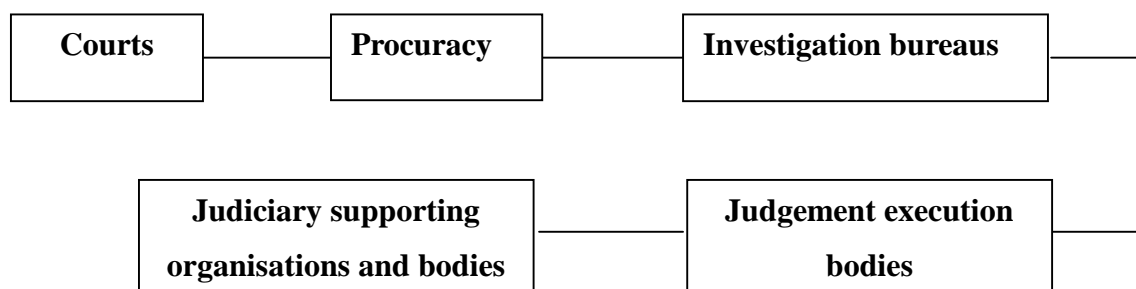 Courts
Procuracy
Investigation bureaus
Judiciary supporting
organisations and bodies
Judgement execution
bodies